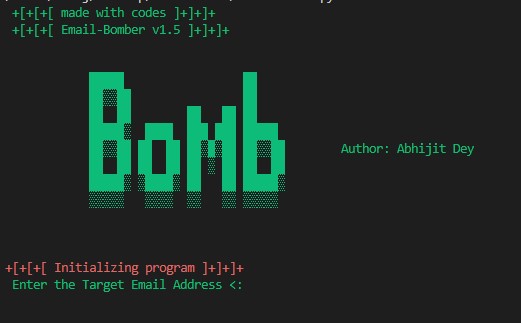 +[+[+[ made with codes ]+]+]+
+[+[+[ Email-Bomber v1.5 ]+]+]+
Bomb
Author: Abhijit Dey
+[+[+[ Initializing program ]+]+]+
Enter the Target Email Address <: